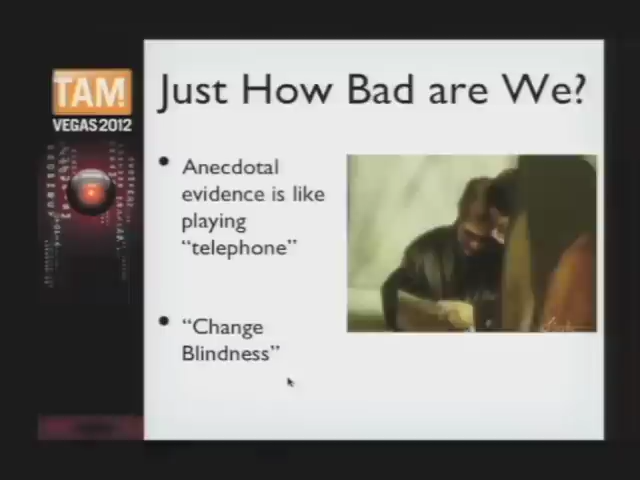 TAM!
VEGAS 2012
Just How Bad are We?
• Anecdotal
evidence is like
playing
“telephone”
• “Change
Blindness”